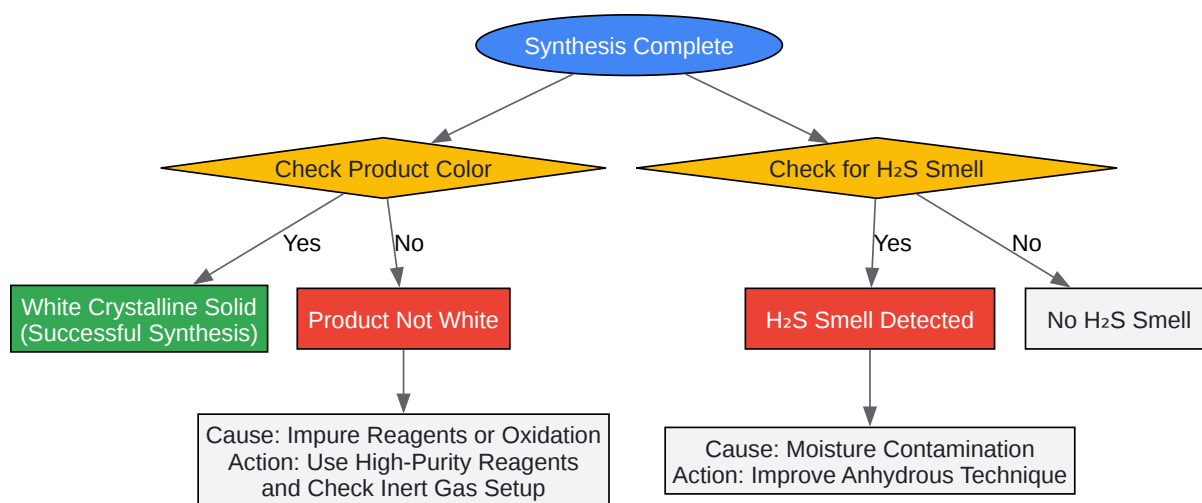 Synthesis Complete
Check Product Color
Check for H₂S Smell
Yes
No
Yes
No
White Crystalline Solid
(Successful Synthesis)
Product Not White
H₂S Smell Detected
No H₂S Smell
Cause: Impure Reagents or Oxidation
Action: Use High-Purity Reagents
and Check Inert Gas Setup
Cause: Moisture Contamination
Action: Improve Anhydrous Technique